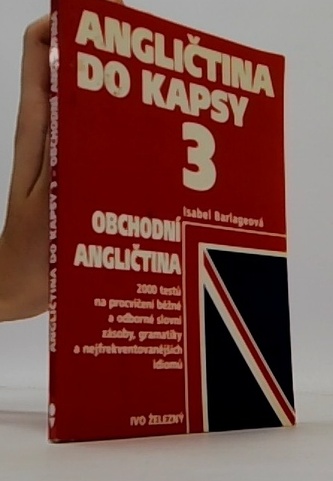 ANGLIČTINA
DO KAPSY
3
Isabel Barlageová
OBCHODNÍ
ANGLIČTINA
2000 testů
na procvičení běžné
a odborné slovní
zásoby, gramatiky
a nejfrekventovanějších
idiomů
IVO ŽELEZNÝ
ANGLIČTINA DO KAPSY 3 - OBCHODNÍ ANGLIČTINA